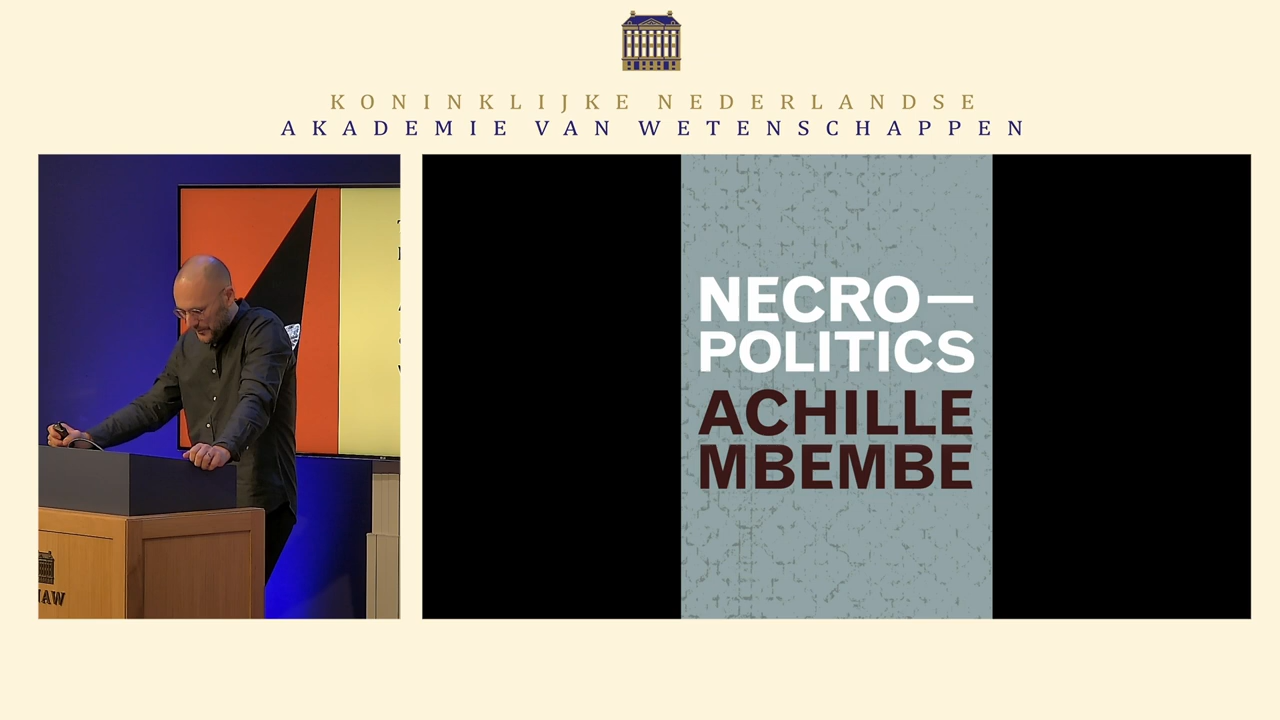 KONINKLIJKE NEDERLANDSE
AKADEMIE VAN WETENSCHAPPEN
NECRO—
POLITICS
ACHILLE
MBEMBE